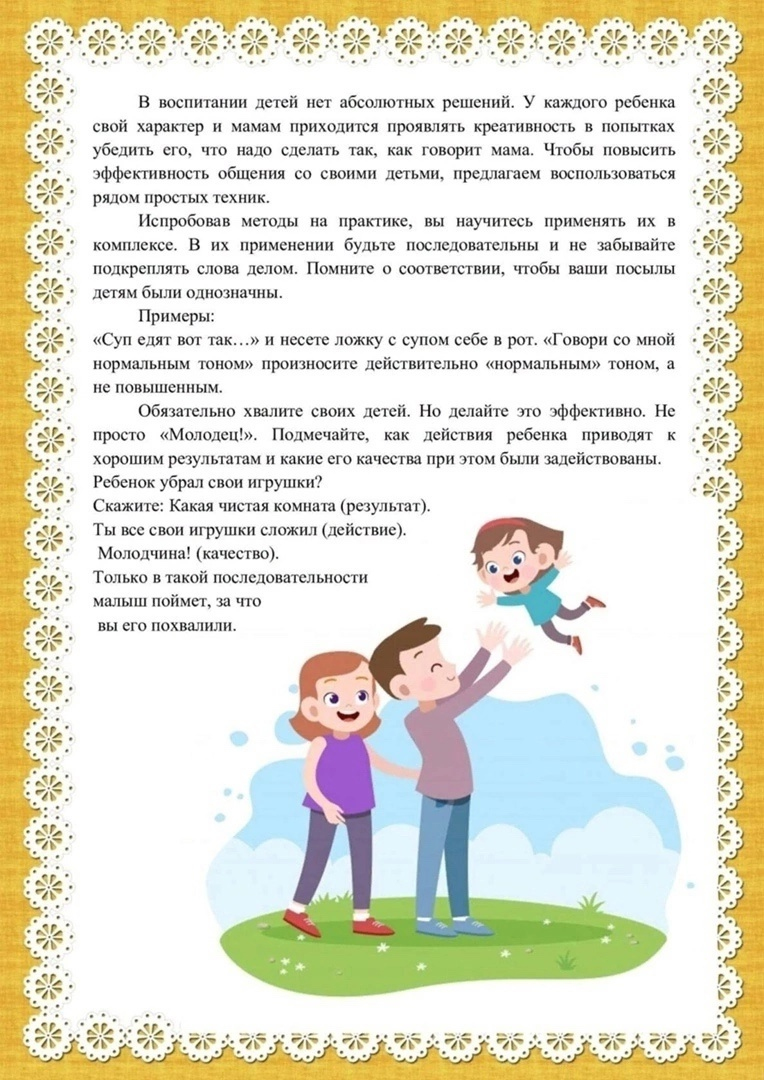 В воспитании детей нет абсолютных решений. У каждого ребенка
свой характер и мамам приходится проявлять креативность в попытках
убедить его, что надо сделать так, как говорит мама. Чтобы повысить
эффективность общения со своими детьми, предлагаем воспользоваться
рядом простых техник.
Испробовав методы на практике, вы научитесь применять их в
комплексе. В их применении будьте последовательны и не забывайте
подкреплять слова делом. Помните о соответствии, чтобы ваши посылы
детям были однозначны.
Примеры:
«Суп едят вот так…» и несете ложку с супом себе в рот. «Говори со мной
нормальным тоном» произносите действительно «нормальным» тоном, а
не повышенным.
Обязательно хвалите своих детей. Но делайте это эффективно. Не
просто «Молодец!». Подмечайте, как действия ребенка приводят к
хорошим результатам и какие его качества при этом были задействованы.
Ребенок убрал свои игрушки?
Скажите: Какая чистая комната (результат).
Ты все свои игрушки сложил (действие).
Молодчина! (качество).
Только в такой последовательности
малыш поймет, за что
вы его похвалили.